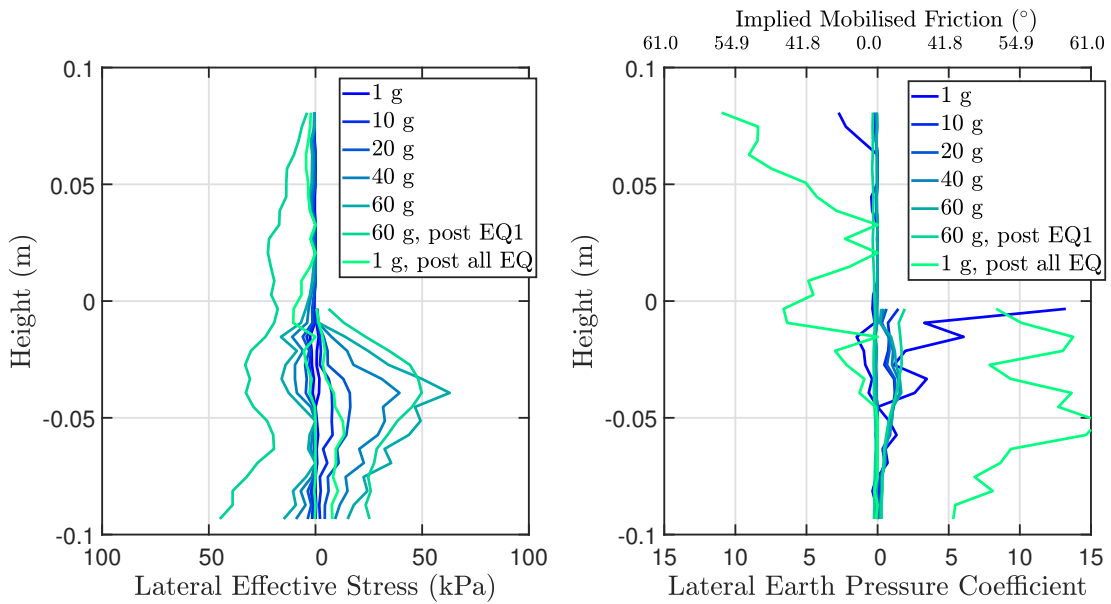 Implied Mobilised Friction (°)
61.0 54.9 41.8 0.0 41.8 54.9 61.0
0.1
0.05
0
-0.05
-0.1
100 50 0 50 100
Height (m)
Lateral Effective Stress (kPa)
1 g
10 g
20 g
40 g
60 g
60 g, post EQ1
1 g, post all EQ
0.1
0.05
0
-0.05
-0.1
15 10 5 0 5 10 15
Height (m)
Lateral Earth Pressure Coefficient
1 g
10 g
20 g
40 g
60 g
60 g, post EQ1
1 g, post all EQ